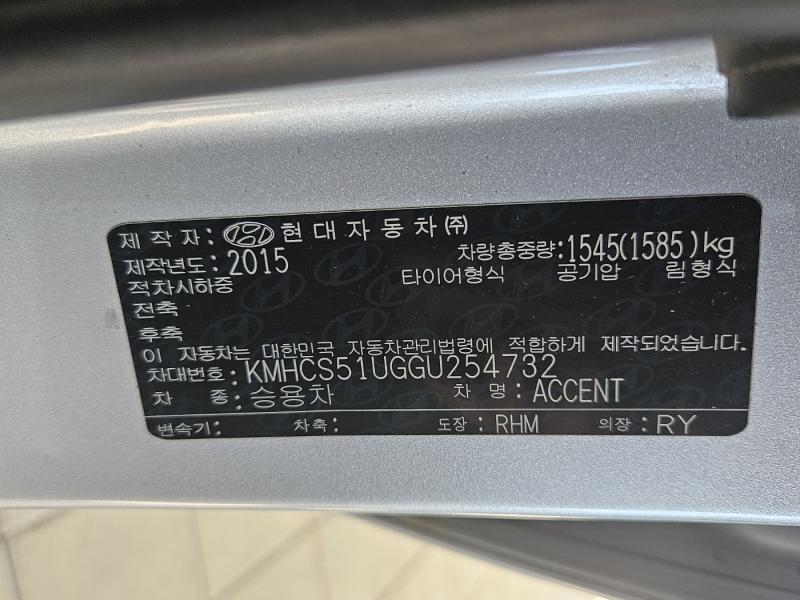 제 작 자 : 현대자동차㈜
제작년도 : 2015 차량총중량:1545(1585)kg
적차시하중 타이어형식 공기압 림형식
전축
후축
이 자동차는 대한민국 자동차관리법령에 적합하게 제작되었습니다.
차대번호 : KMHCS51UGGU254732
차 종 : 승용차 차 명 : ACCENT
변속기 : 차축 : 도장 : RHM 의장 : RY